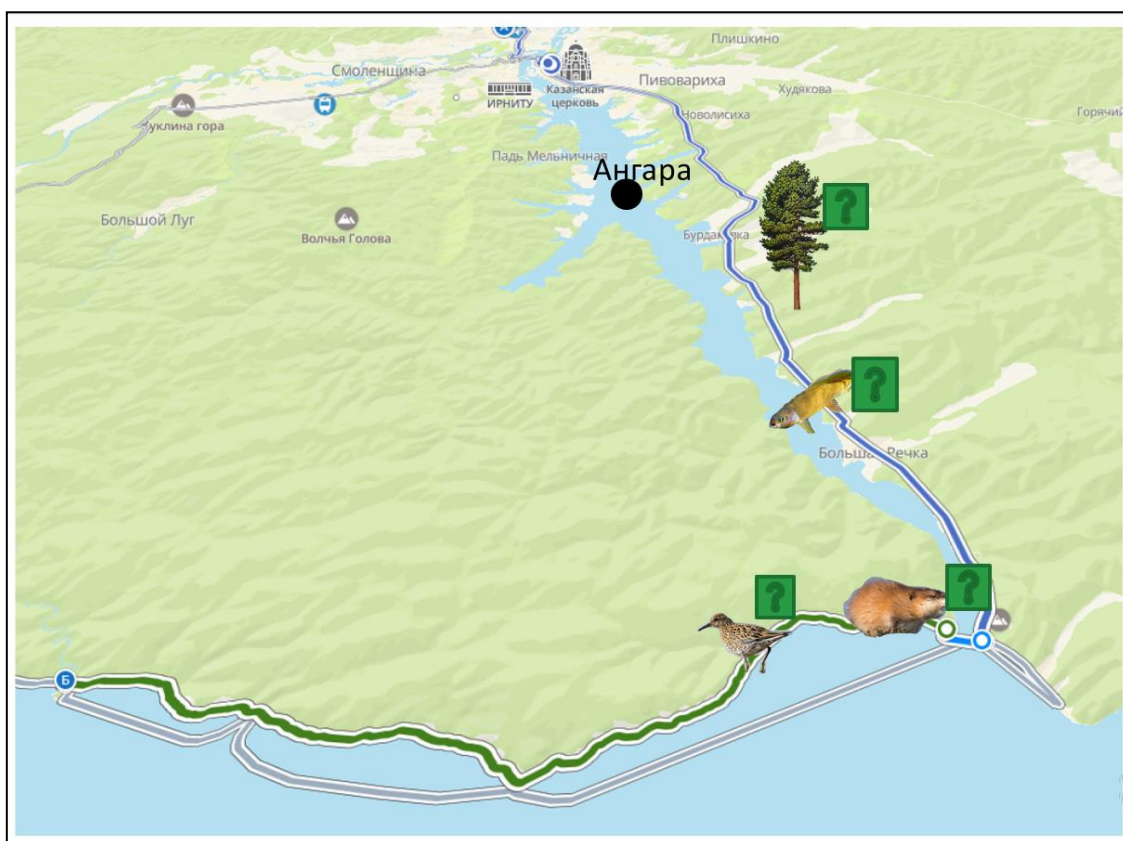 А
Плишкино
Смоленщина
Казанская
церковь
Пивовариха
ИРНИТУ
Худякова
Новолисиха
Горячий
Куклина гора
Падь Мельничная
Ангара
?
Большой Луг
Волчья Голова
Бурдаковка
?
Большая Речка
?
?
Б